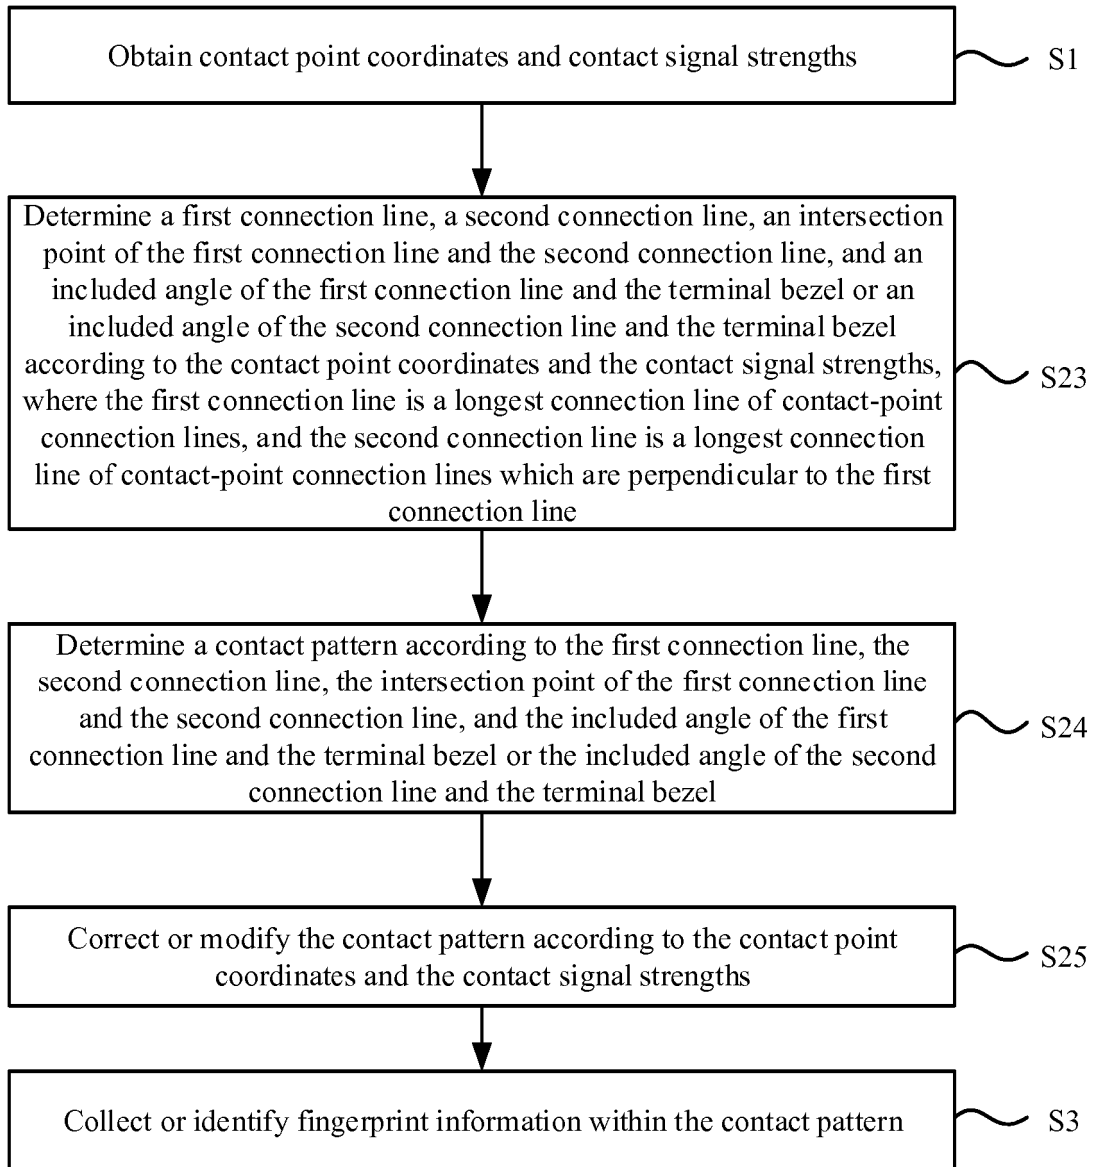 Obtain contact point coordinates and contact signal strengths
S1
Determine a first connection line, a second connection line, an intersection
point of the first connection line and the second connection line, and an
included angle of the first connection line and the terminal bezel or an
included angle of the second connection line and the terminal bezel
according to the contact point coordinates and the contact signal strengths,
where the first connection line is a longest connection line of contact-point
connection lines, and the second connection line is a longest connection
line of contact-point connection lines which are perpendicular to the first
connection line
S23
Determine a contact pattern according to the first connection line, the
second connection line, the intersection point of the first connection line
and the second connection line, and the included angle of the first
connection line and the terminal bezel or the included angle of the second
connection line and the terminal bezel
S24
Correct or modify the contact pattern according to the contact point
coordinates and the contact signal strengths
S25
Collect or identify fingerprint information within the contact pattern
S3